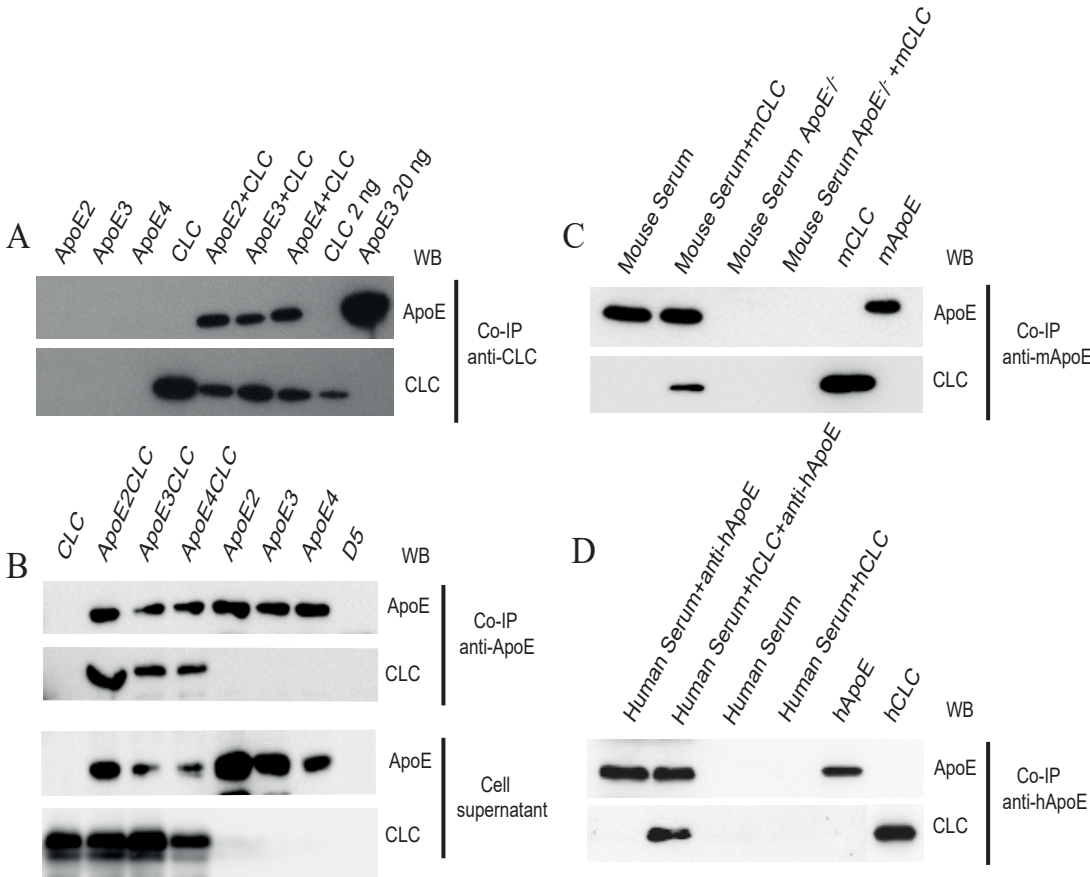 A
ApoE2
ApoE3
ApoE4
CLC
ApoE2+CLC
ApoE3+CLC
ApoE4+CLC
CLC 2 ng
ApoE3 20 ng
WB
ApoE
CLC
Co-IP
anti-CLC
B
CLC
ApoE2CLC
ApoE3CLC
ApoE4CLC
ApoE2
ApoE3
ApoE4
D5
WB
ApoE
CLC
Co-IP
anti-ApoE
ApoE
CLC
Cell
supernatant
C
Mouse Serum
Mouse Serum+mCLC
Mouse Serum ApoE-/-
Mouse Serum ApoE-/- +mCLC
mCLC
mApoE
WB
ApoE
CLC
Co-IP
anti-mApoE
D
Human Serum+anti-hApoE
Human Serum+hCLC+anti-hApoE
Human Serum
Human Serum+hCLC
hApoE
hCLC
WB
ApoE
CLC
Co-IP
anti-hApoE